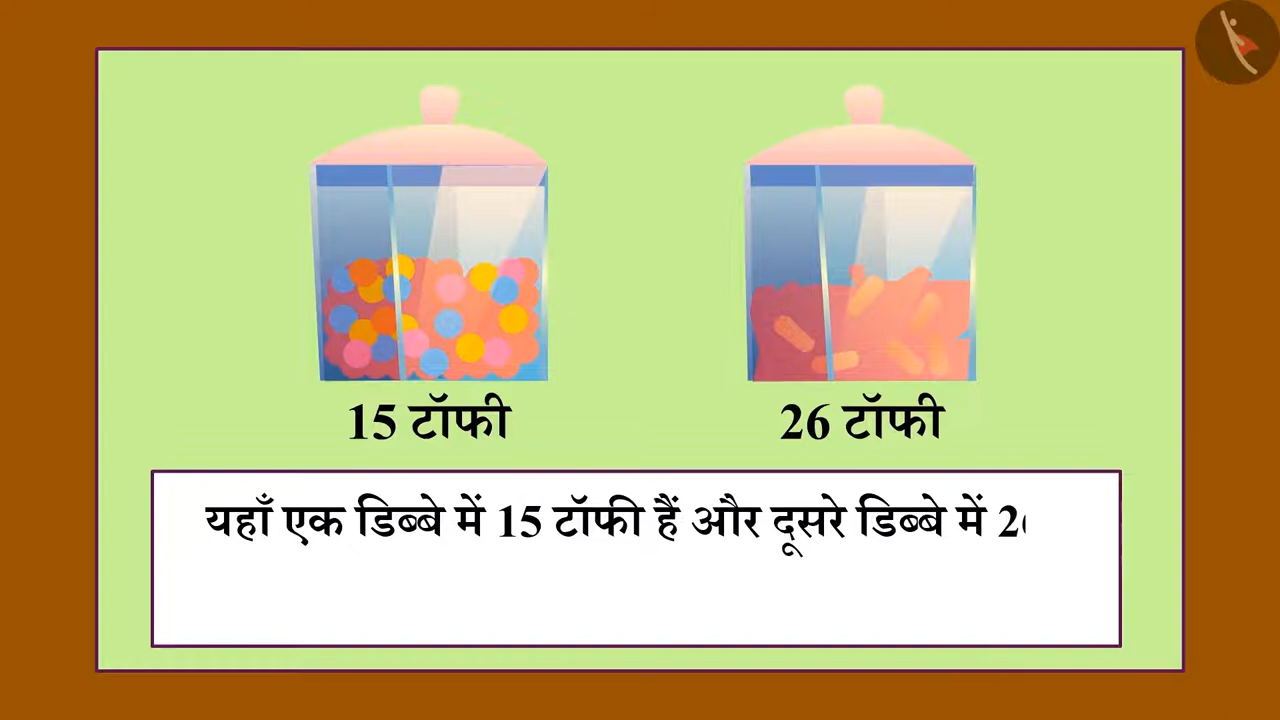 15 टॉफी
26 टॉफी
यहाँ एक डिब्बे में 15 टॉफी हैं और दूसरे डिब्बे में